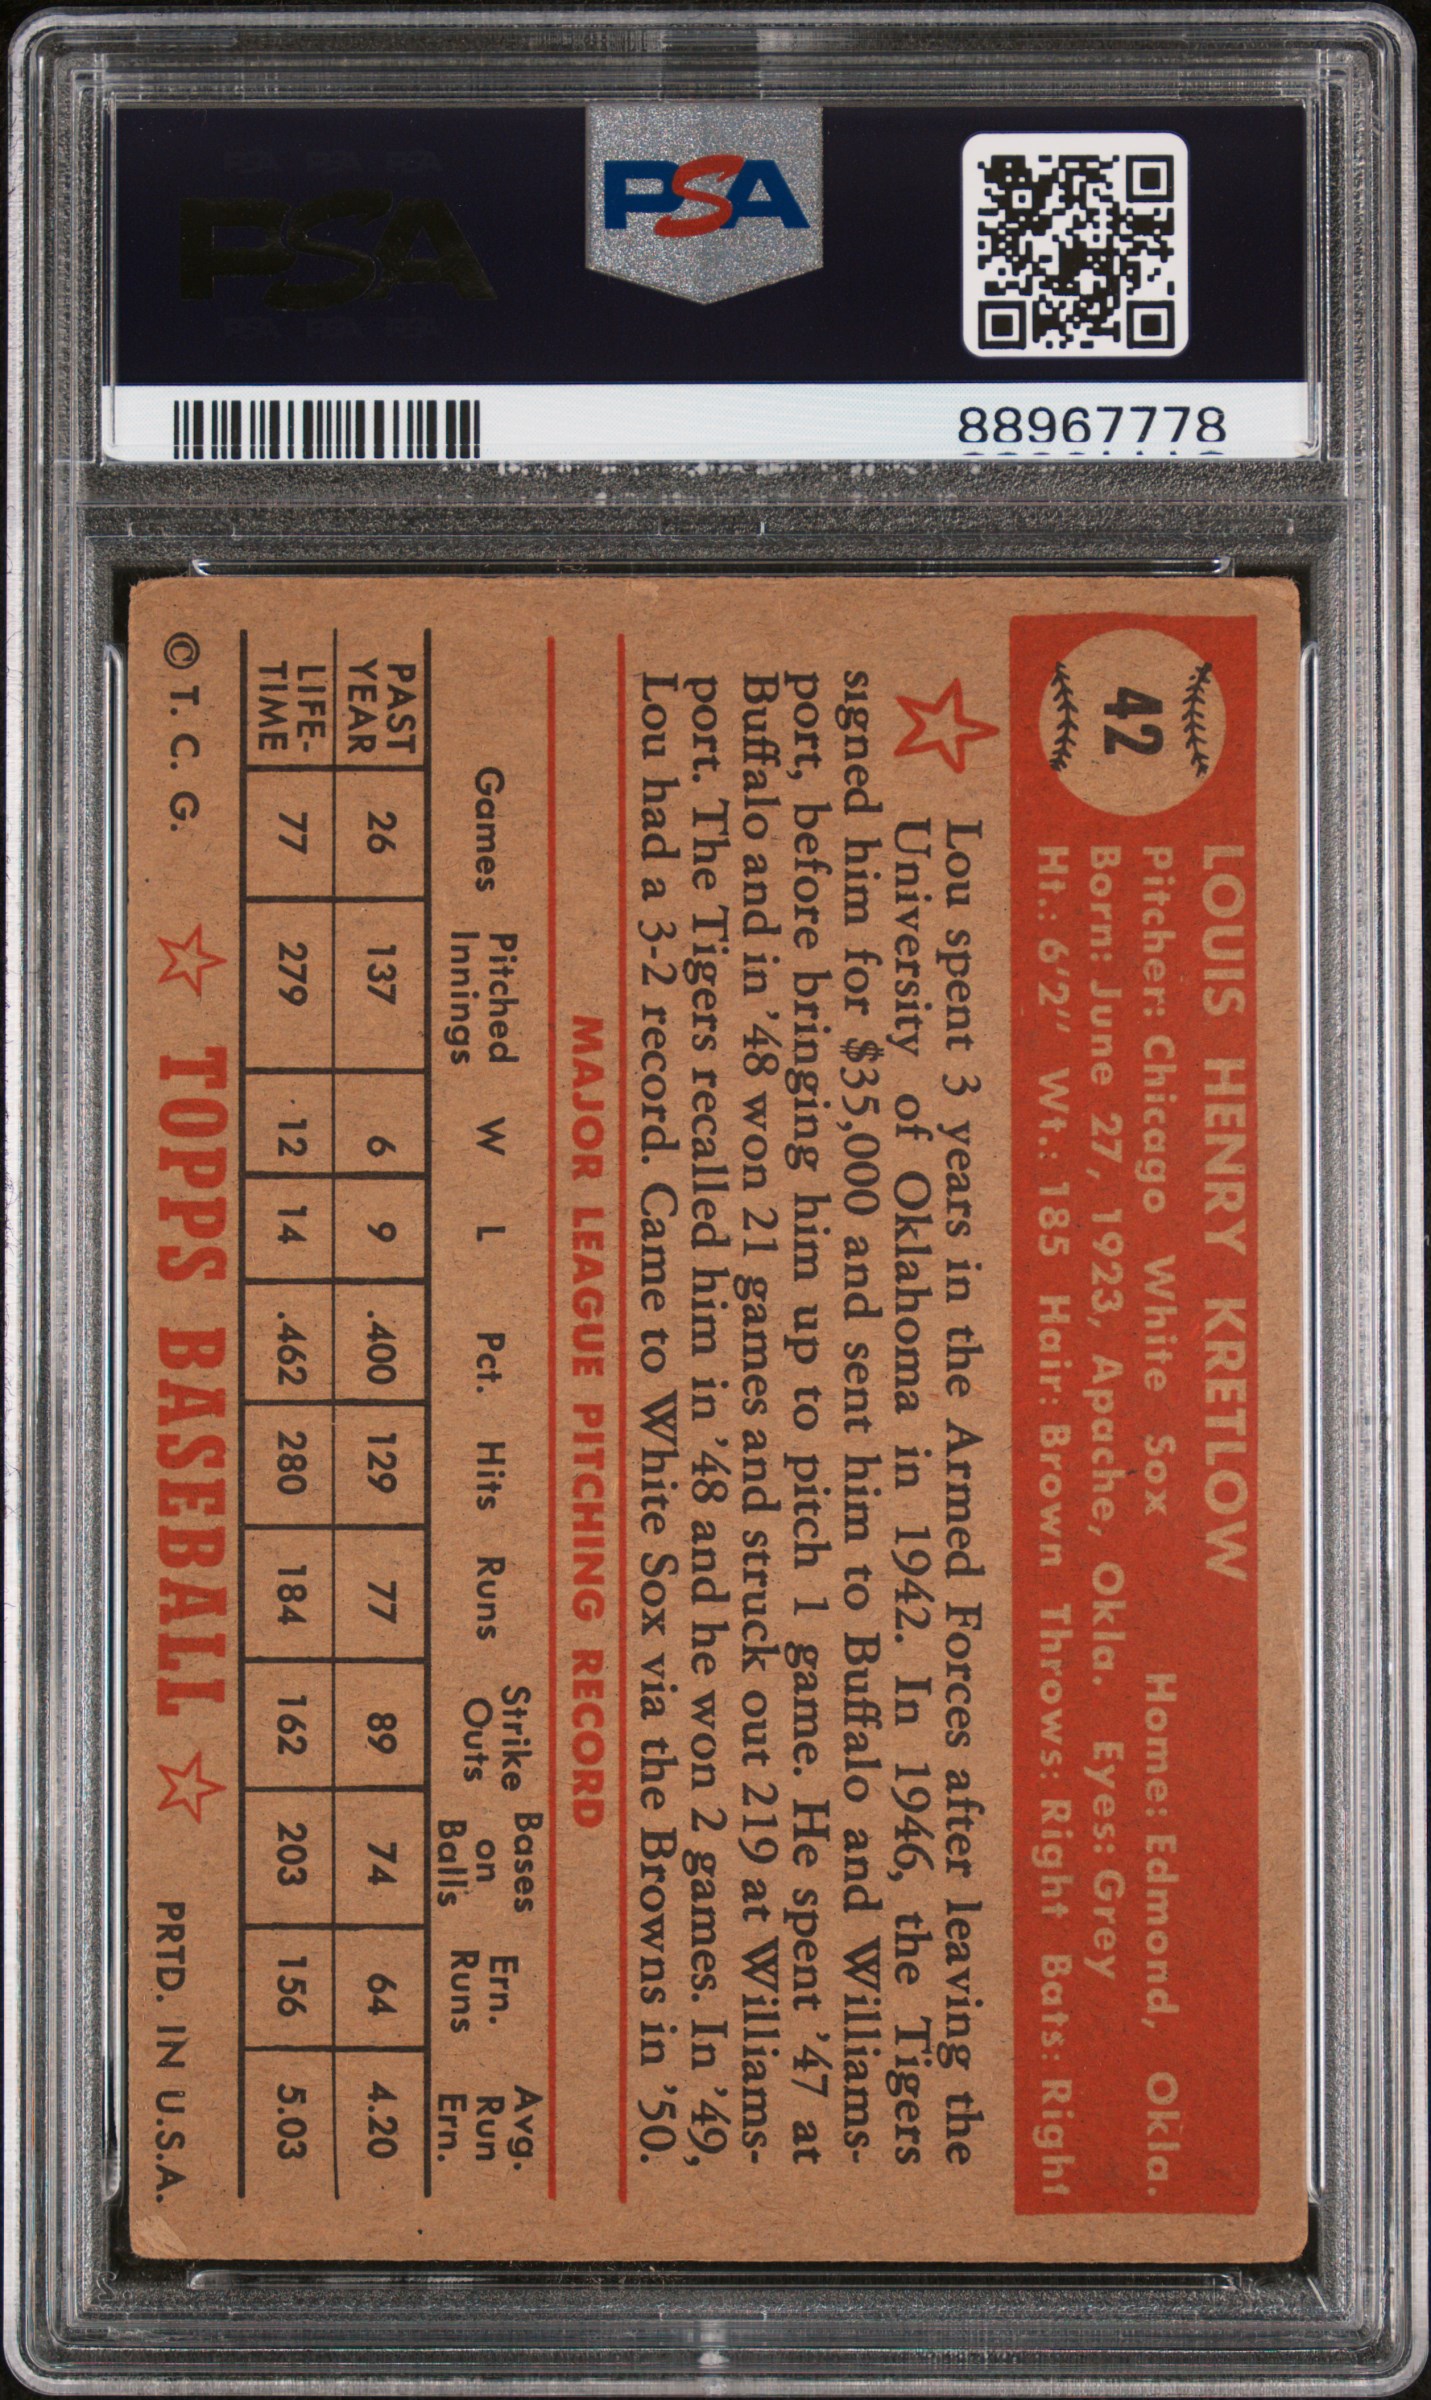 PSA
PSA
88967778
42
LOUIS HENRY KRETLOW
Pitcher: Chicago White Sox Home: Edmond, Okla.
Born: June 27, 1923, Apache, Okla. Eyes: Grey
Ht.: 6'2" Wt.: 185 Hair: Brown Throws: Right Bats: Right
Lou spent 3 years in the Armed Forces after leaving the
University of Oklahoma in 1942. In 1946, the Tigers
signed him for $35,000 and sent him to Buffalo and Williams-
port, before bringing him up to pitch 1 game. He spent '47 at
Buffalo and in '48 won 21 games and struck out 219 at Williams-
port. The Tigers recalled him in '48 and he won 2 games. In '49,
Lou had a 3-2 record. Came to White Sox via the Browns in '50.
MAJOR LEAGUE PITCHING RECORD
Games Pitched Innings W L Pct. Hits Runs Strike Outs Bases on Balls Ern. Runs Avg. Run Ern.
PAST YEAR 26 137 6 9 .400 129 77 89 74 64 4.20
LIFE-TIME 77 279 12 14 .462 280 184 162 203 156 5.03
© T. C. G. TOPPS BASEBALL PRTD. IN U.S.A.